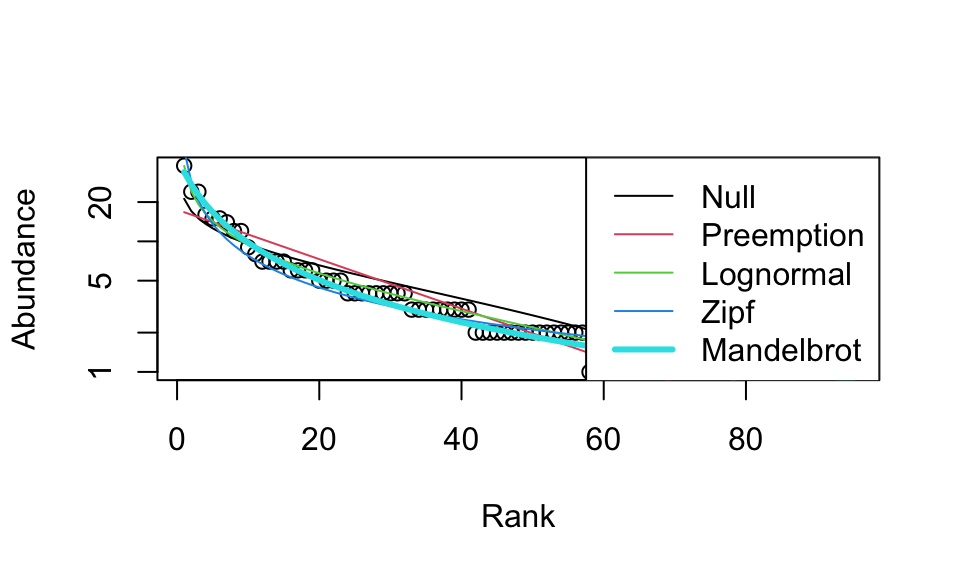 Abundance
20
5
1
Null
Preemption
Lognormal
Zipf
Mandelbrot
0 20 40 60 80
Rank